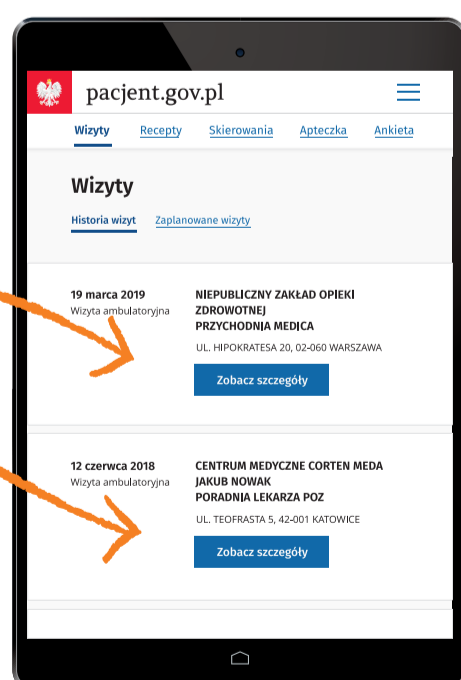 pacjent.gov.pl
Wizyty Recepty Skierowania Apteczka Ankieta
Wizyty
Historia wizyt Zaplanowane wizyty
19 marca 2019
Wizyta ambulatoryjna
NIEPUBLICZNY ZAKŁAD OPIEKI
ZDROWOTNEJ
PRZYCHODNIA MEDICA
UL. HIPOKRATESA 20, 02-060 WARSZAWA
Zobacz szczegóły
12 czerwca 2018
Wizyta ambulatoryjna
CENTRUM MEDYCZNE CORTEN MEDA
JAKUB NOWAK
PORADNIA LEKARZA POZ
UL. TEOFRASTA 5, 42-001 KATOWICE
Zobacz szczegóły